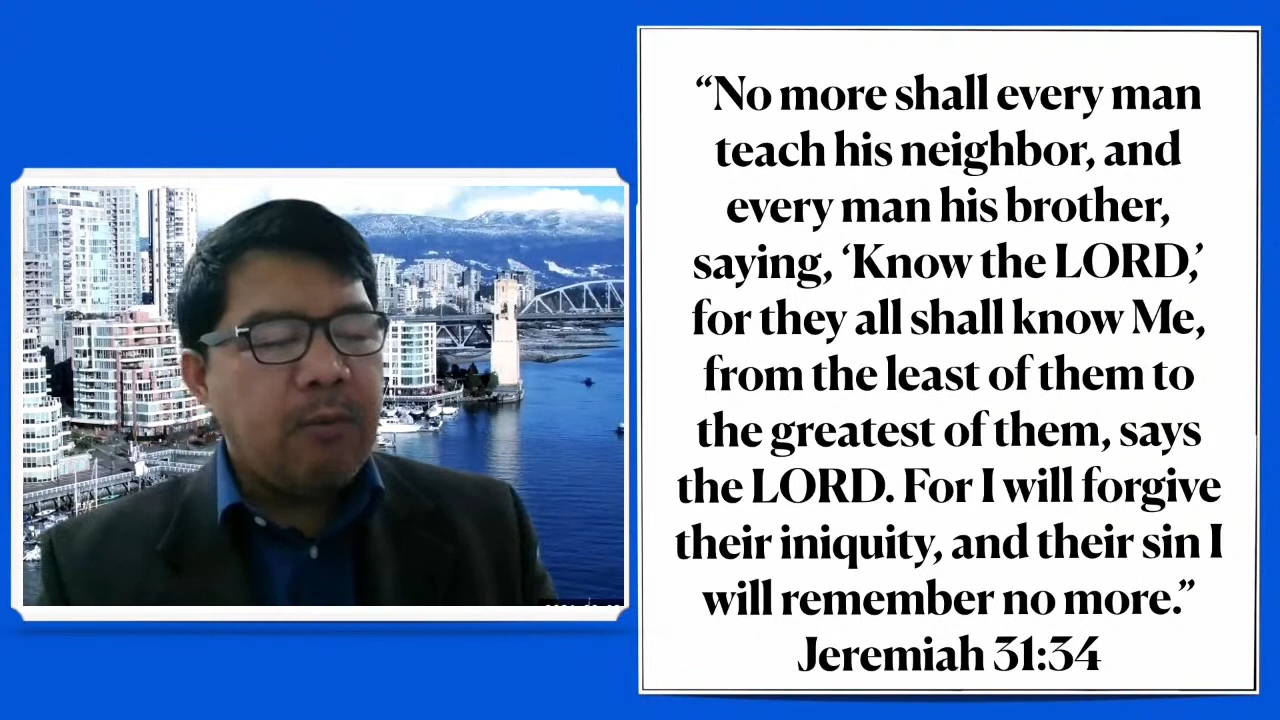 “No more shall every man
teach his neighbor, and
every man his brother,
saying, ‘Know the LORD,’
for they all shall know Me,
from the least of them to
the greatest of them, says
the LORD. For I will forgive
their iniquity, and their sin I
will remember no more.”
Jeremiah 31:34